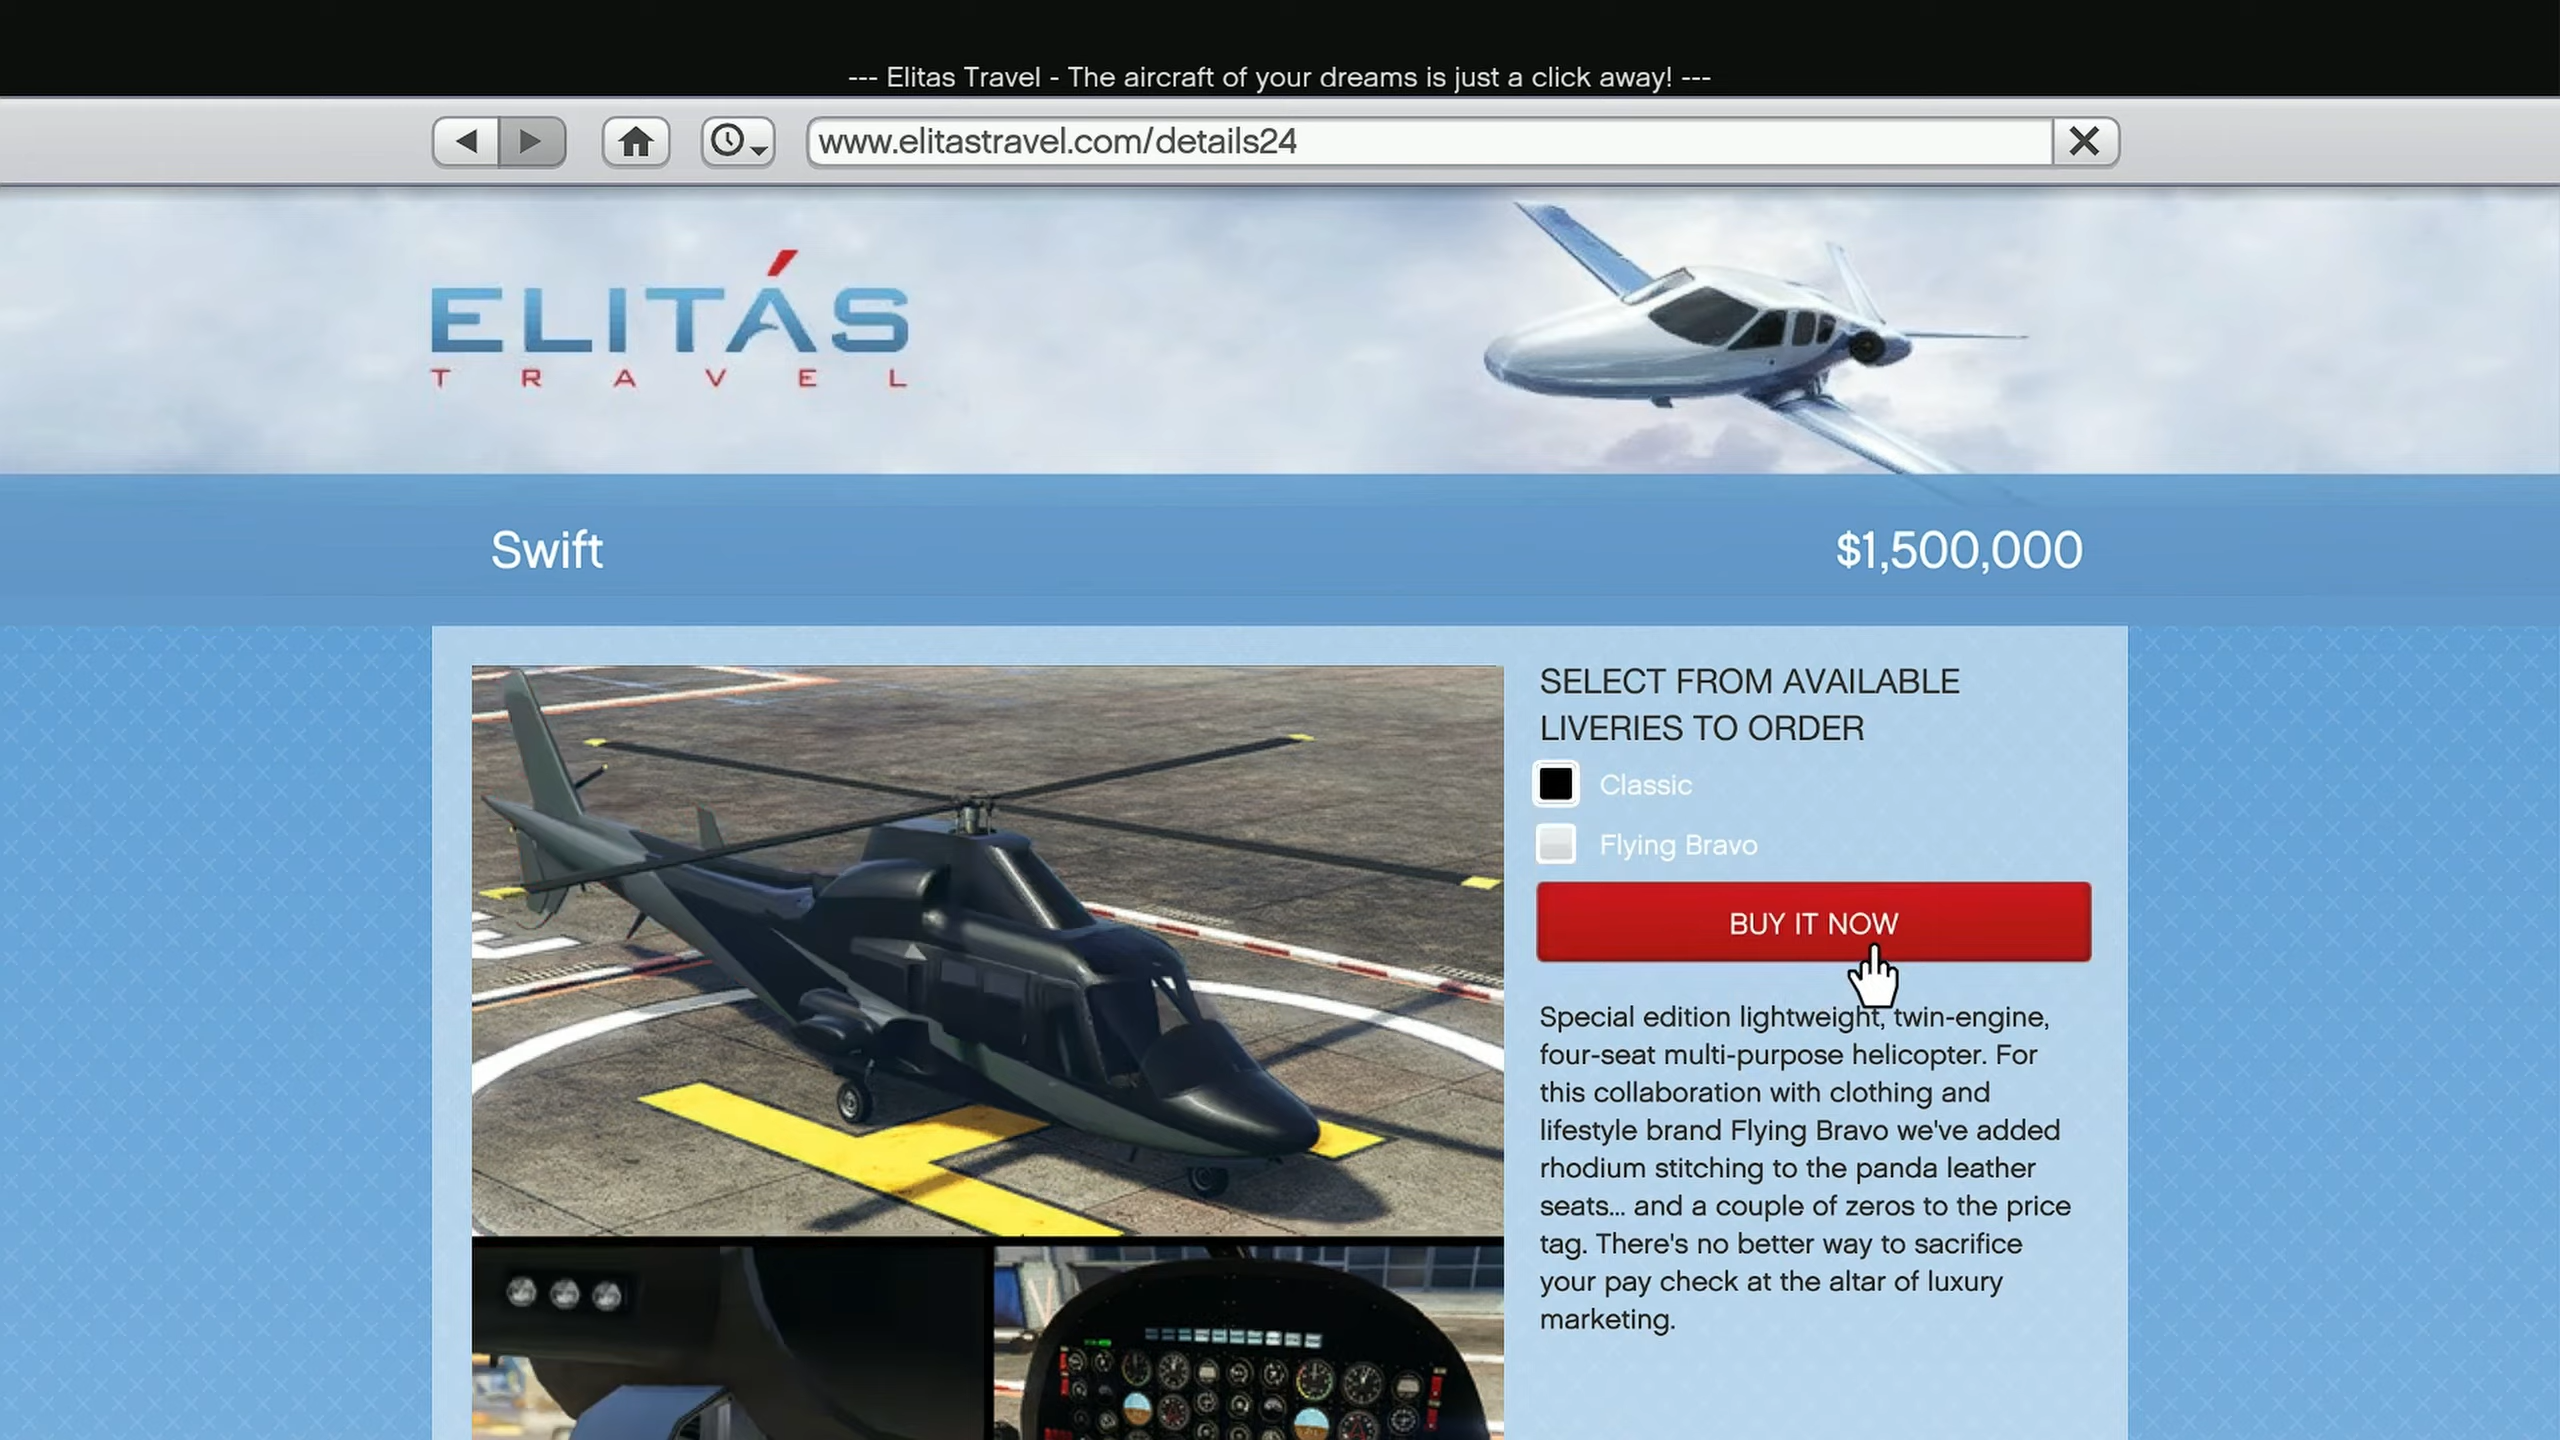 --- Elitas Travel - The aircraft of your dreams is just a click away! ---
www.elitastravel.com/details24
ELITÁS
TRAVEL
Swift
$1,500,000
SELECT FROM AVAILABLE
LIVERIES TO ORDER
Classic
Flying Bravo
BUY IT NOW
Special edition lightweight, twin-engine,
four-seat multi-purpose helicopter. For
this collaboration with clothing and
lifestyle brand Flying Bravo we've added
rhodium stitching to the panda leather
seats... and a couple of zeros to the price
tag. There's no better way to sacrifice
your pay check at the altar of luxury
marketing.